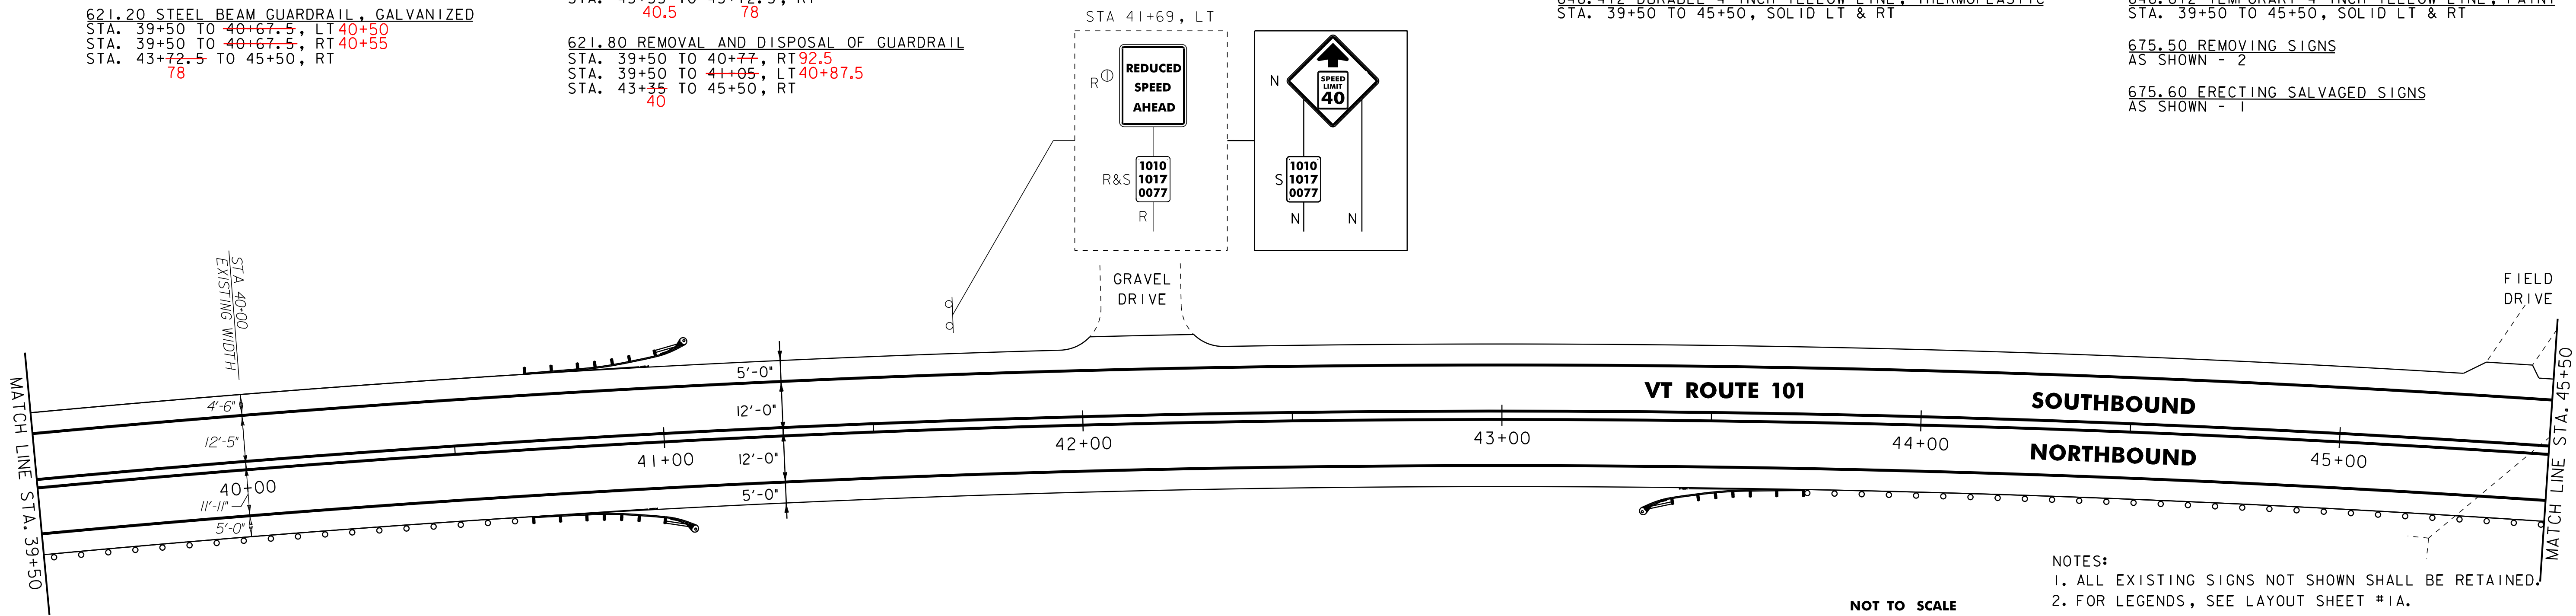 621.20 STEEL BEAM GUARDRAIL, GALVANIZED
STA. 39+50 TO 40+67.5, LT 40+50
STA. 39+50 TO 40+67.5, RT 40+55
STA. 43+72.5 TO 45+50, RT
78
40.5 78
621.80 REMOVAL AND DISPOSAL OF GUARDRAIL
STA. 39+50 TO 40+77, RT 92.5
STA. 39+50 TO 41+05, LT 40+87.5
STA. 43+35 TO 45+50, RT
40
STA 41+69, LT
R
REDUCED
SPEED
AHEAD
R&S
1010
1017
0077
R
N
SPEED
LIMIT
40
S
1010
1017
0077
N N
STA. 39+50 TO 45+50, SOLID LT & RT
STA. 39+50 TO 45+50, SOLID LT & RT
675.50 REMOVING SIGNS
AS SHOWN - 2
675.60 ERECTING SALVAGED SIGNS
AS SHOWN - 1
STA 40+00
EXISTING WIDTH
GRAVEL
DRIVE
FIELD
DRIVE
MATCH LINE STA. 39+50
4'-6"
12'-5"
40+00
11'-11"
5'-0"
41+00
5'-0"
12'-0"
12'-0"
5'-0"
42+00
43+00
VT ROUTE 101
SOUTHBOUND
44+00
NORTHBOUND
45+00
MATCH LINE STA. 45+50
NOTES:
1. ALL EXISTING SIGNS NOT SHOWN SHALL BE RETAINED.
2. FOR LEGENDS, SEE LAYOUT SHEET #1A.
NOT TO SCALE